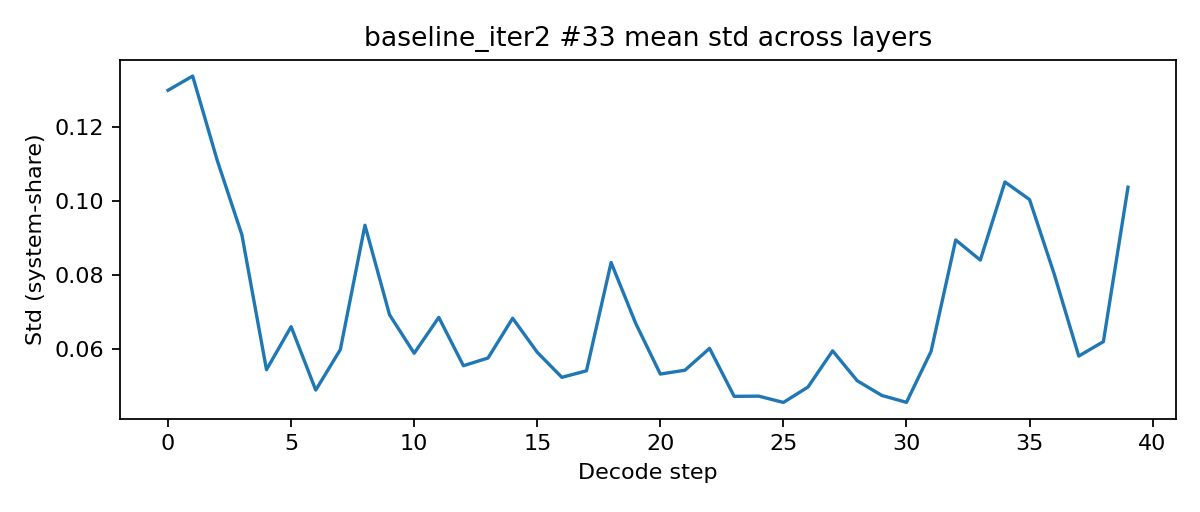 baseline_iter2 #33 mean std across layers
Std (system-share)
0.12
0.10
0.08
0.06
0 5 10 15 20 25 30 35 40
Decode step